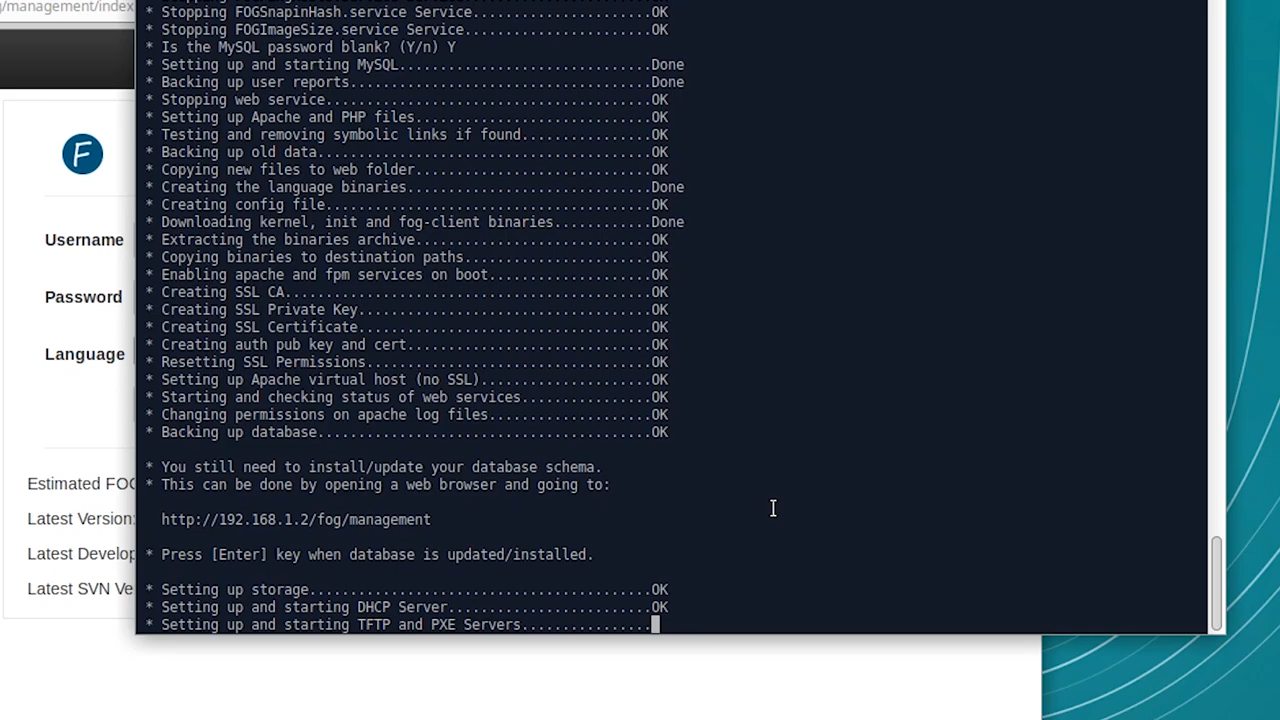 g/management/index
* Stopping FOGSnapinHash.service Service......................OK
* Stopping FOGImageSize.service Service.......................OK
* Is the MySQL password blank? (Y/n) Y
* Setting up and starting MySQL...............................Done
* Backing up user reports.....................................Done
* Stopping web service........................................OK
* Setting up Apache and PHP files.............................OK
* Testing and removing symbolic links if found................OK
* Backing up old data.........................................OK
* Copying new files to web folder.............................OK
* Creating the language binaries..............................Done
* Creating config file........................................OK
* Downloading kernel, init and fog-client binaries............Done
* Extracting the binaries archive.............................OK
* Copying binaries to destination paths.......................OK
* Enabling apache and fpm services on boot....................OK
* Creating SSL CA.............................................OK
* Creating SSL Private Key....................................OK
* Creating SSL Certificate....................................OK
* Creating auth pub key and cert..............................OK
* Resetting SSL Permissions...................................OK
* Setting up Apache virtual host (no SSL).....................OK
* Starting and checking status of web services................OK
* Changing permissions on apache log files....................OK
* Backing up database.........................................OK
* You still need to install/update your database schema.
* This can be done by opening a web browser and going to:
http://192.168.1.2/fog/management
* Press [Enter] key when database is updated/installed.
* Setting up storage..........................................OK
* Setting up and starting DHCP Server.........................OK
* Setting up and starting TFTP and PXE Servers................
F
Username
Password
Language
Estimated FO
Latest Version:
Latest Develop
Latest SVN Ve